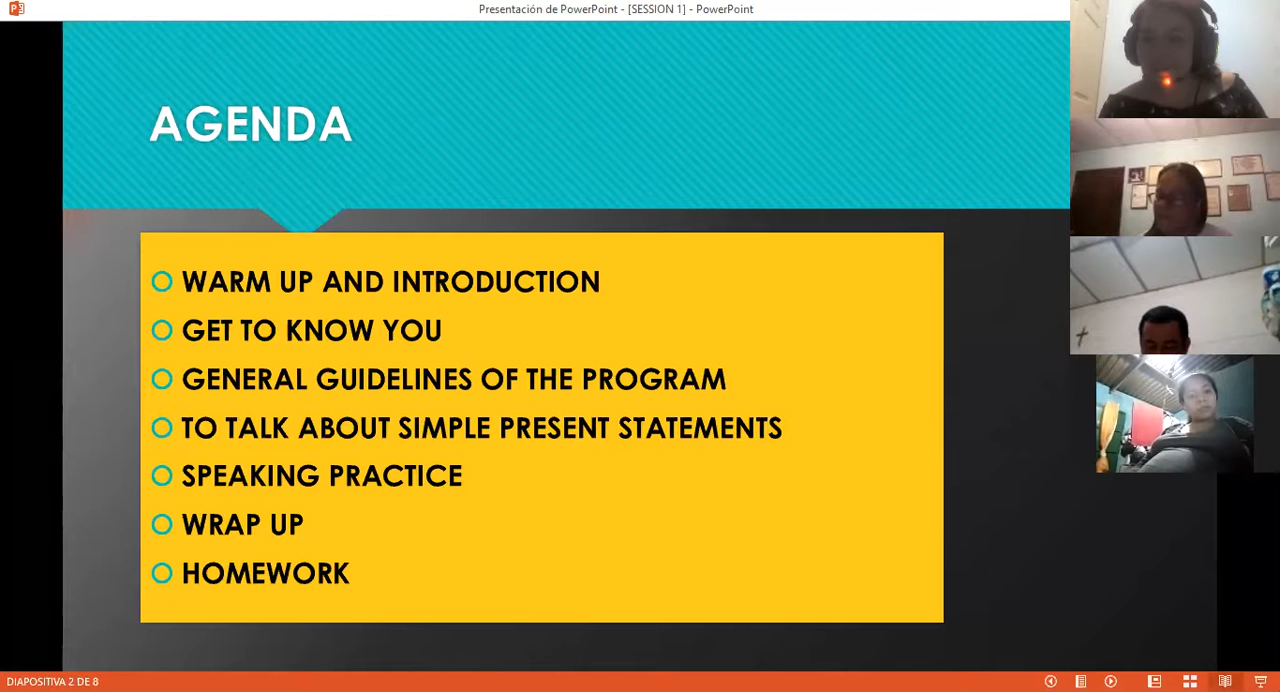 Presentación de PowerPoint - [SESSION 1] - PowerPoint
AGENDA
WARM UP AND INTRODUCTION
GET TO KNOW YOU
GENERAL GUIDELINES OF THE PROGRAM
TO TALK ABOUT SIMPLE PRESENT STATEMENTS
SPEAKING PRACTICE
WRAP UP
HOMEWORK
DIAPOSITIVA 2 DE 8